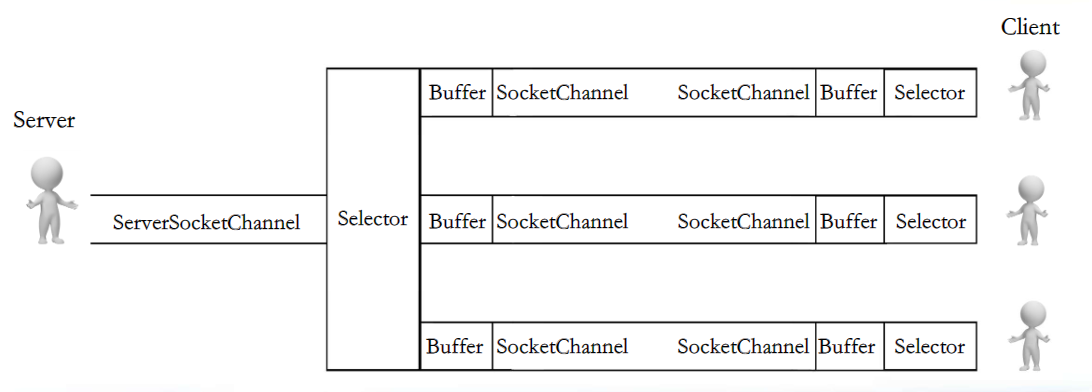 Client
Buffer SocketChannel SocketChannel Buffer Selector
Server
ServerSocketChannel Selector Buffer SocketChannel SocketChannel Buffer Selector
Buffer SocketChannel SocketChannel Buffer Selector